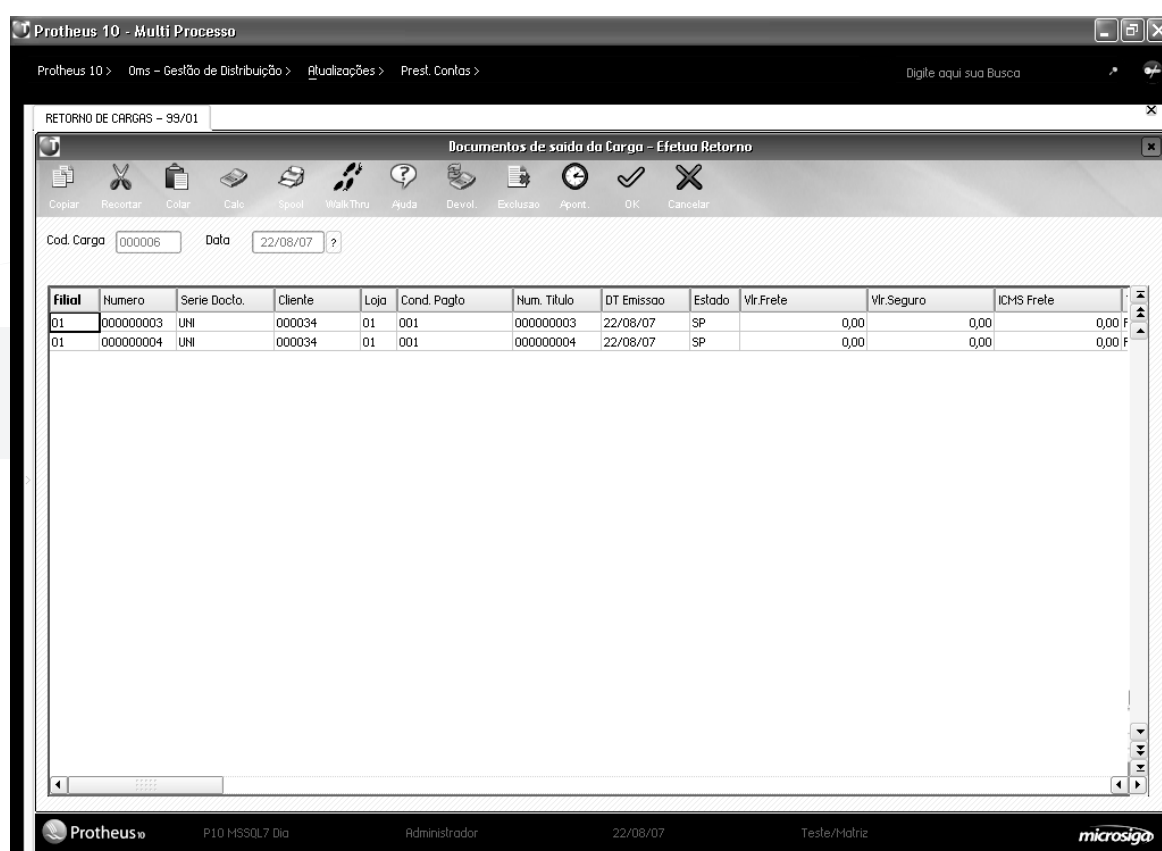 Protheus 10 - Multi Processo
Protheus 10 > Oms - Gestão de Distribuição > Atualizações > Prest. Contas > Digite aqui sua Busca
RETORNO DE CARGAS - 99/01
Documentos de saida da Carga - Efetua Retorno
Copiar Recortar Colar Calc Spool WalkThru Ajuda Devol. Exclusao Apont. OK Cancelar
Cod. Carga 000006 Data 22/08/07 ?
Filial Numero Serie Docto. Cliente Loja Cond. Pagto Num. Titulo DT Emissao Estado Vlr.Frete Vlr.Seguro ICMS Frete
01 000000003 UNI 000034 01 001 000000003 22/08/07 SP 0,00 0,00 0,00 F
01 000000004 UNI 000034 01 001 000000004 22/08/07 SP 0,00 0,00 0,00 F
Protheus10 P10 MSSQL7 Dia Administrador 22/08/07 Teste/Matriz microsiga